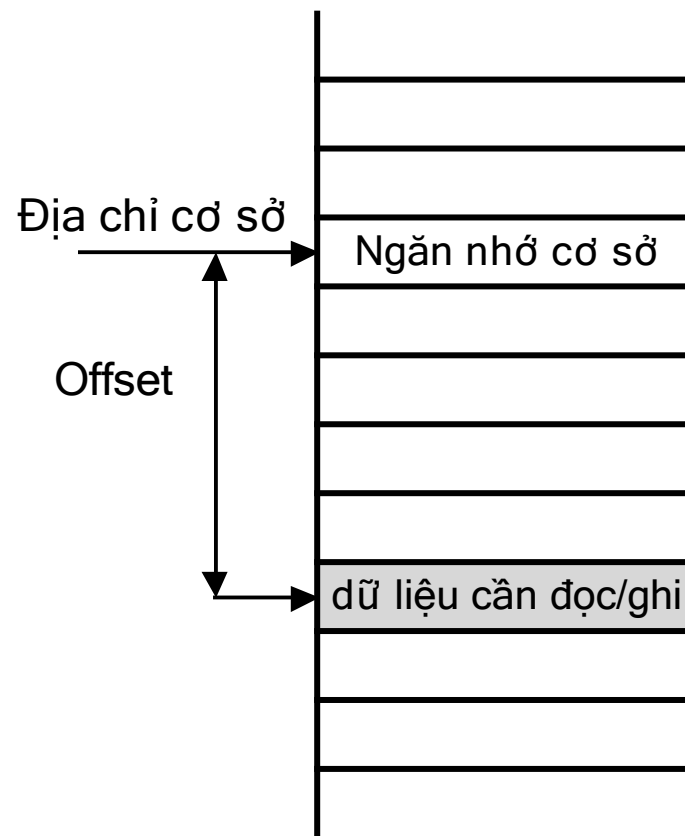 Địa chỉ cơ sở
Ngăn nhớ cơ sở
Offset
dữ liệu cần đọc/ghi